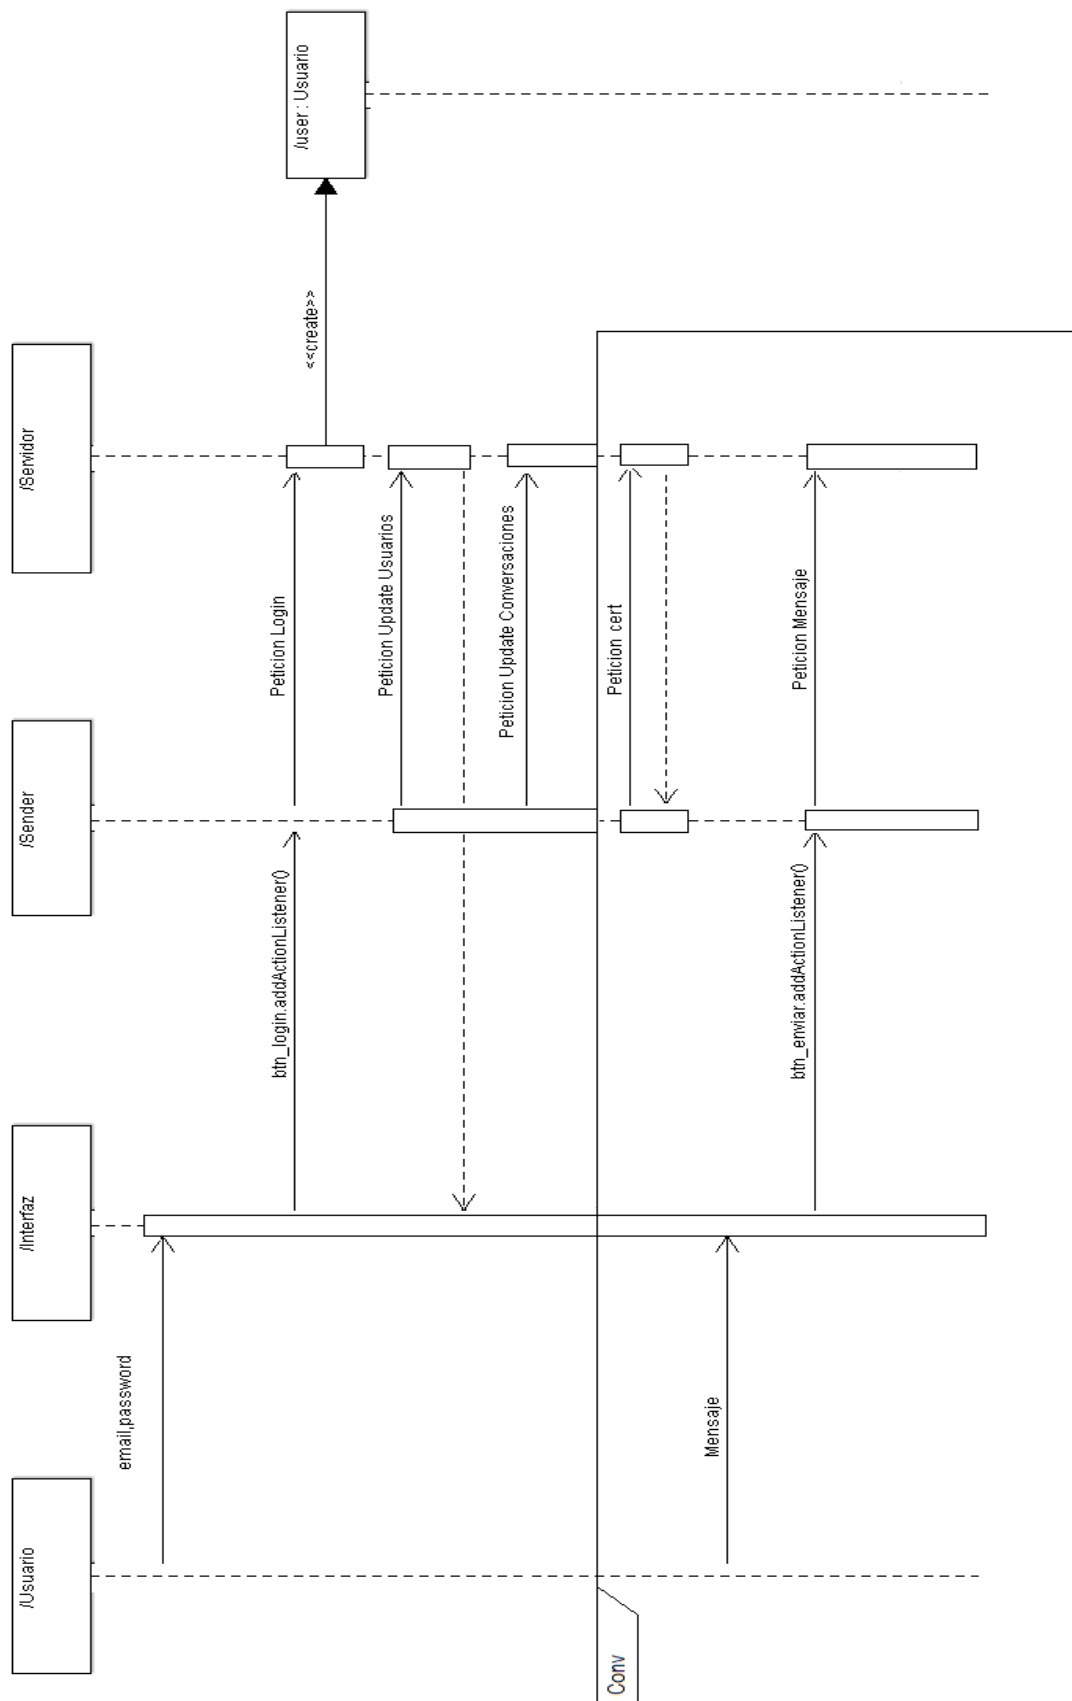 /Usuario
/Interfaz
/Sender
/Servidor
/user : Usuario
email,password
btn_login.addActionListener()
Peticion Login
<<create>>
Peticion Update Usuarios
Peticion Update Conversaciones
Conv
Peticion cert
Mensaje
btn_enviar.addActionListener()
Peticion Mensaje